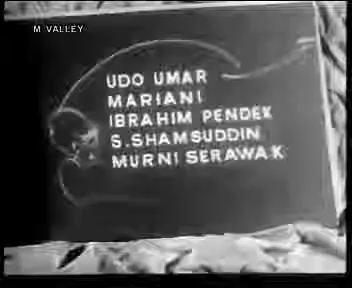 M.VALLEY
UDO UMAR
MARIANI
IBRAHIM PENDEK
S.SHAMSUDDIN
MURNI SERAWAK